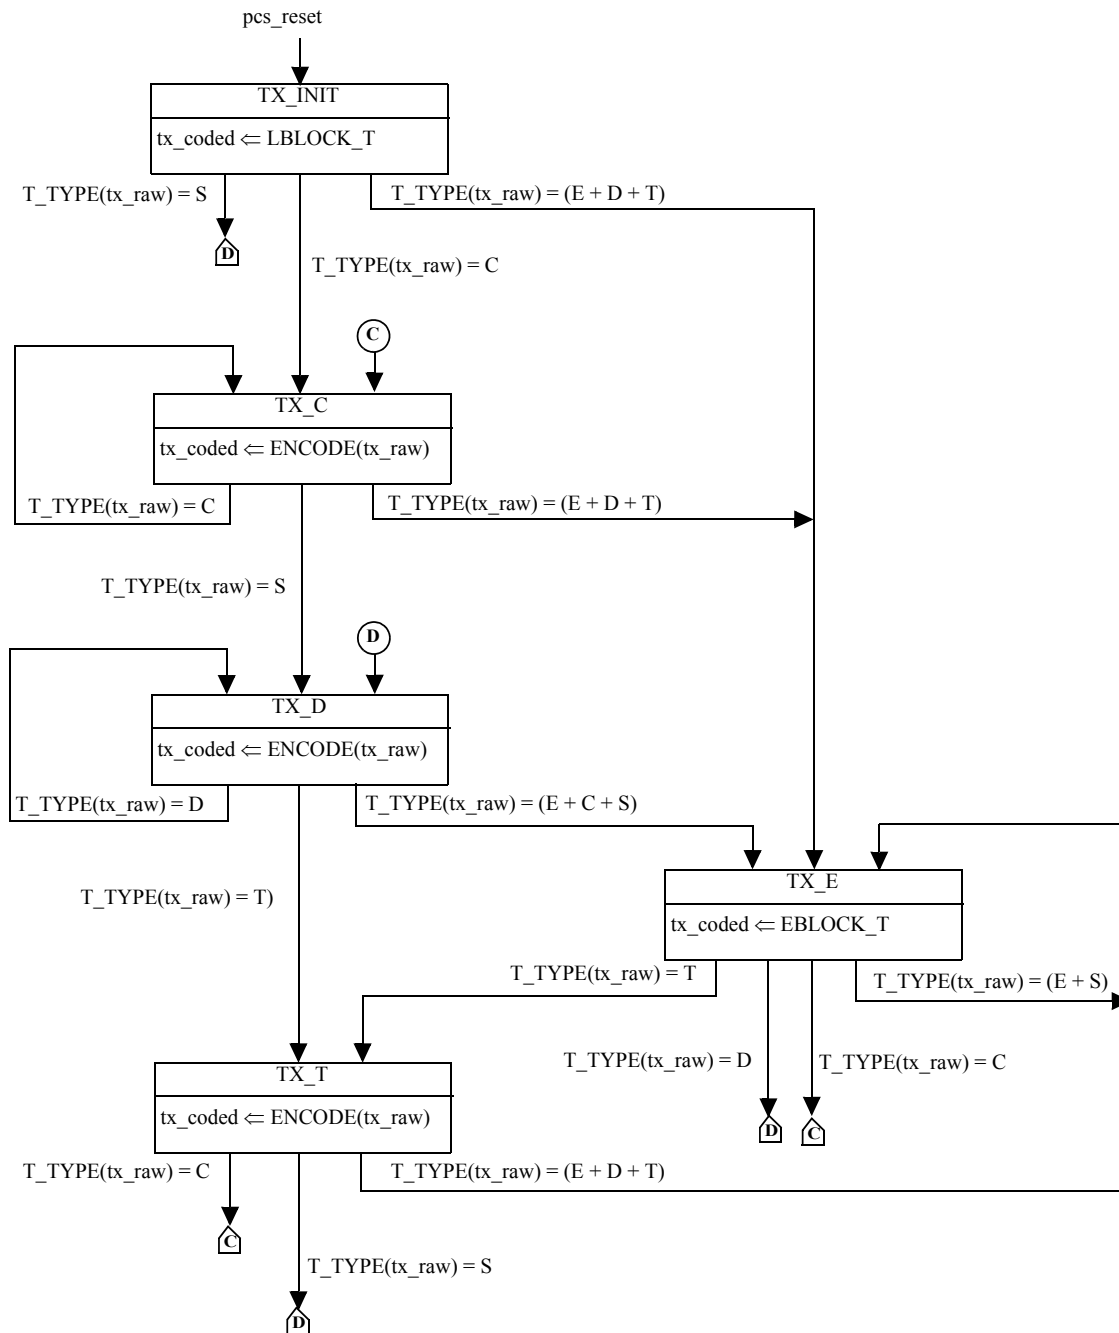 pcs_reset
TX_INIT
tx_coded ⇐ LBLOCK_T
T_TYPE(tx_raw) = S
T_TYPE(tx_raw) = (E + D + T)
D
T_TYPE(tx_raw) = C
C
TX_C
tx_coded ⇐ ENCODE(tx_raw)
T_TYPE(tx_raw) = C
T_TYPE(tx_raw) = (E + D + T)
T_TYPE(tx_raw) = S
D
TX_D
tx_coded ⇐ ENCODE(tx_raw)
T_TYPE(tx_raw) = D
T_TYPE(tx_raw) = (E + C + S)
T_TYPE(tx_raw) = T)
TX_E
tx_coded ⇐ EBLOCK_T
T_TYPE(tx_raw) = T
T_TYPE(tx_raw) = (E + S)
T_TYPE(tx_raw) = D
T_TYPE(tx_raw) = C
D
C
TX_T
tx_coded ⇐ ENCODE(tx_raw)
T_TYPE(tx_raw) = C
T_TYPE(tx_raw) = (E + D + T)
C
T_TYPE(tx_raw) = S
D